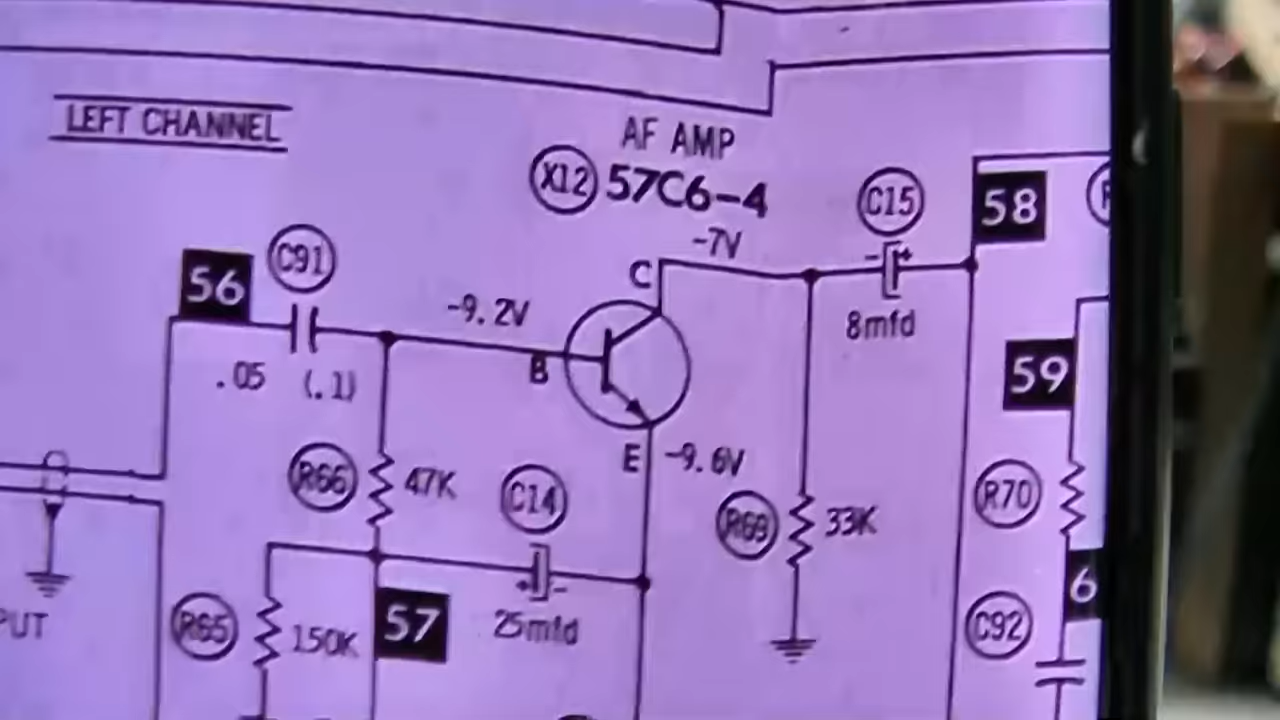 LEFT CHANNEL
AF AMP
X12 57C6-4
C15
58
-7V
C91
56
C
-9.2V
8mfd
B
.05 (.1)
59
E -9.6V
R66 47K
C14
R70
R69 33K
R65 150K
57
25mfd
6
C92
PUT